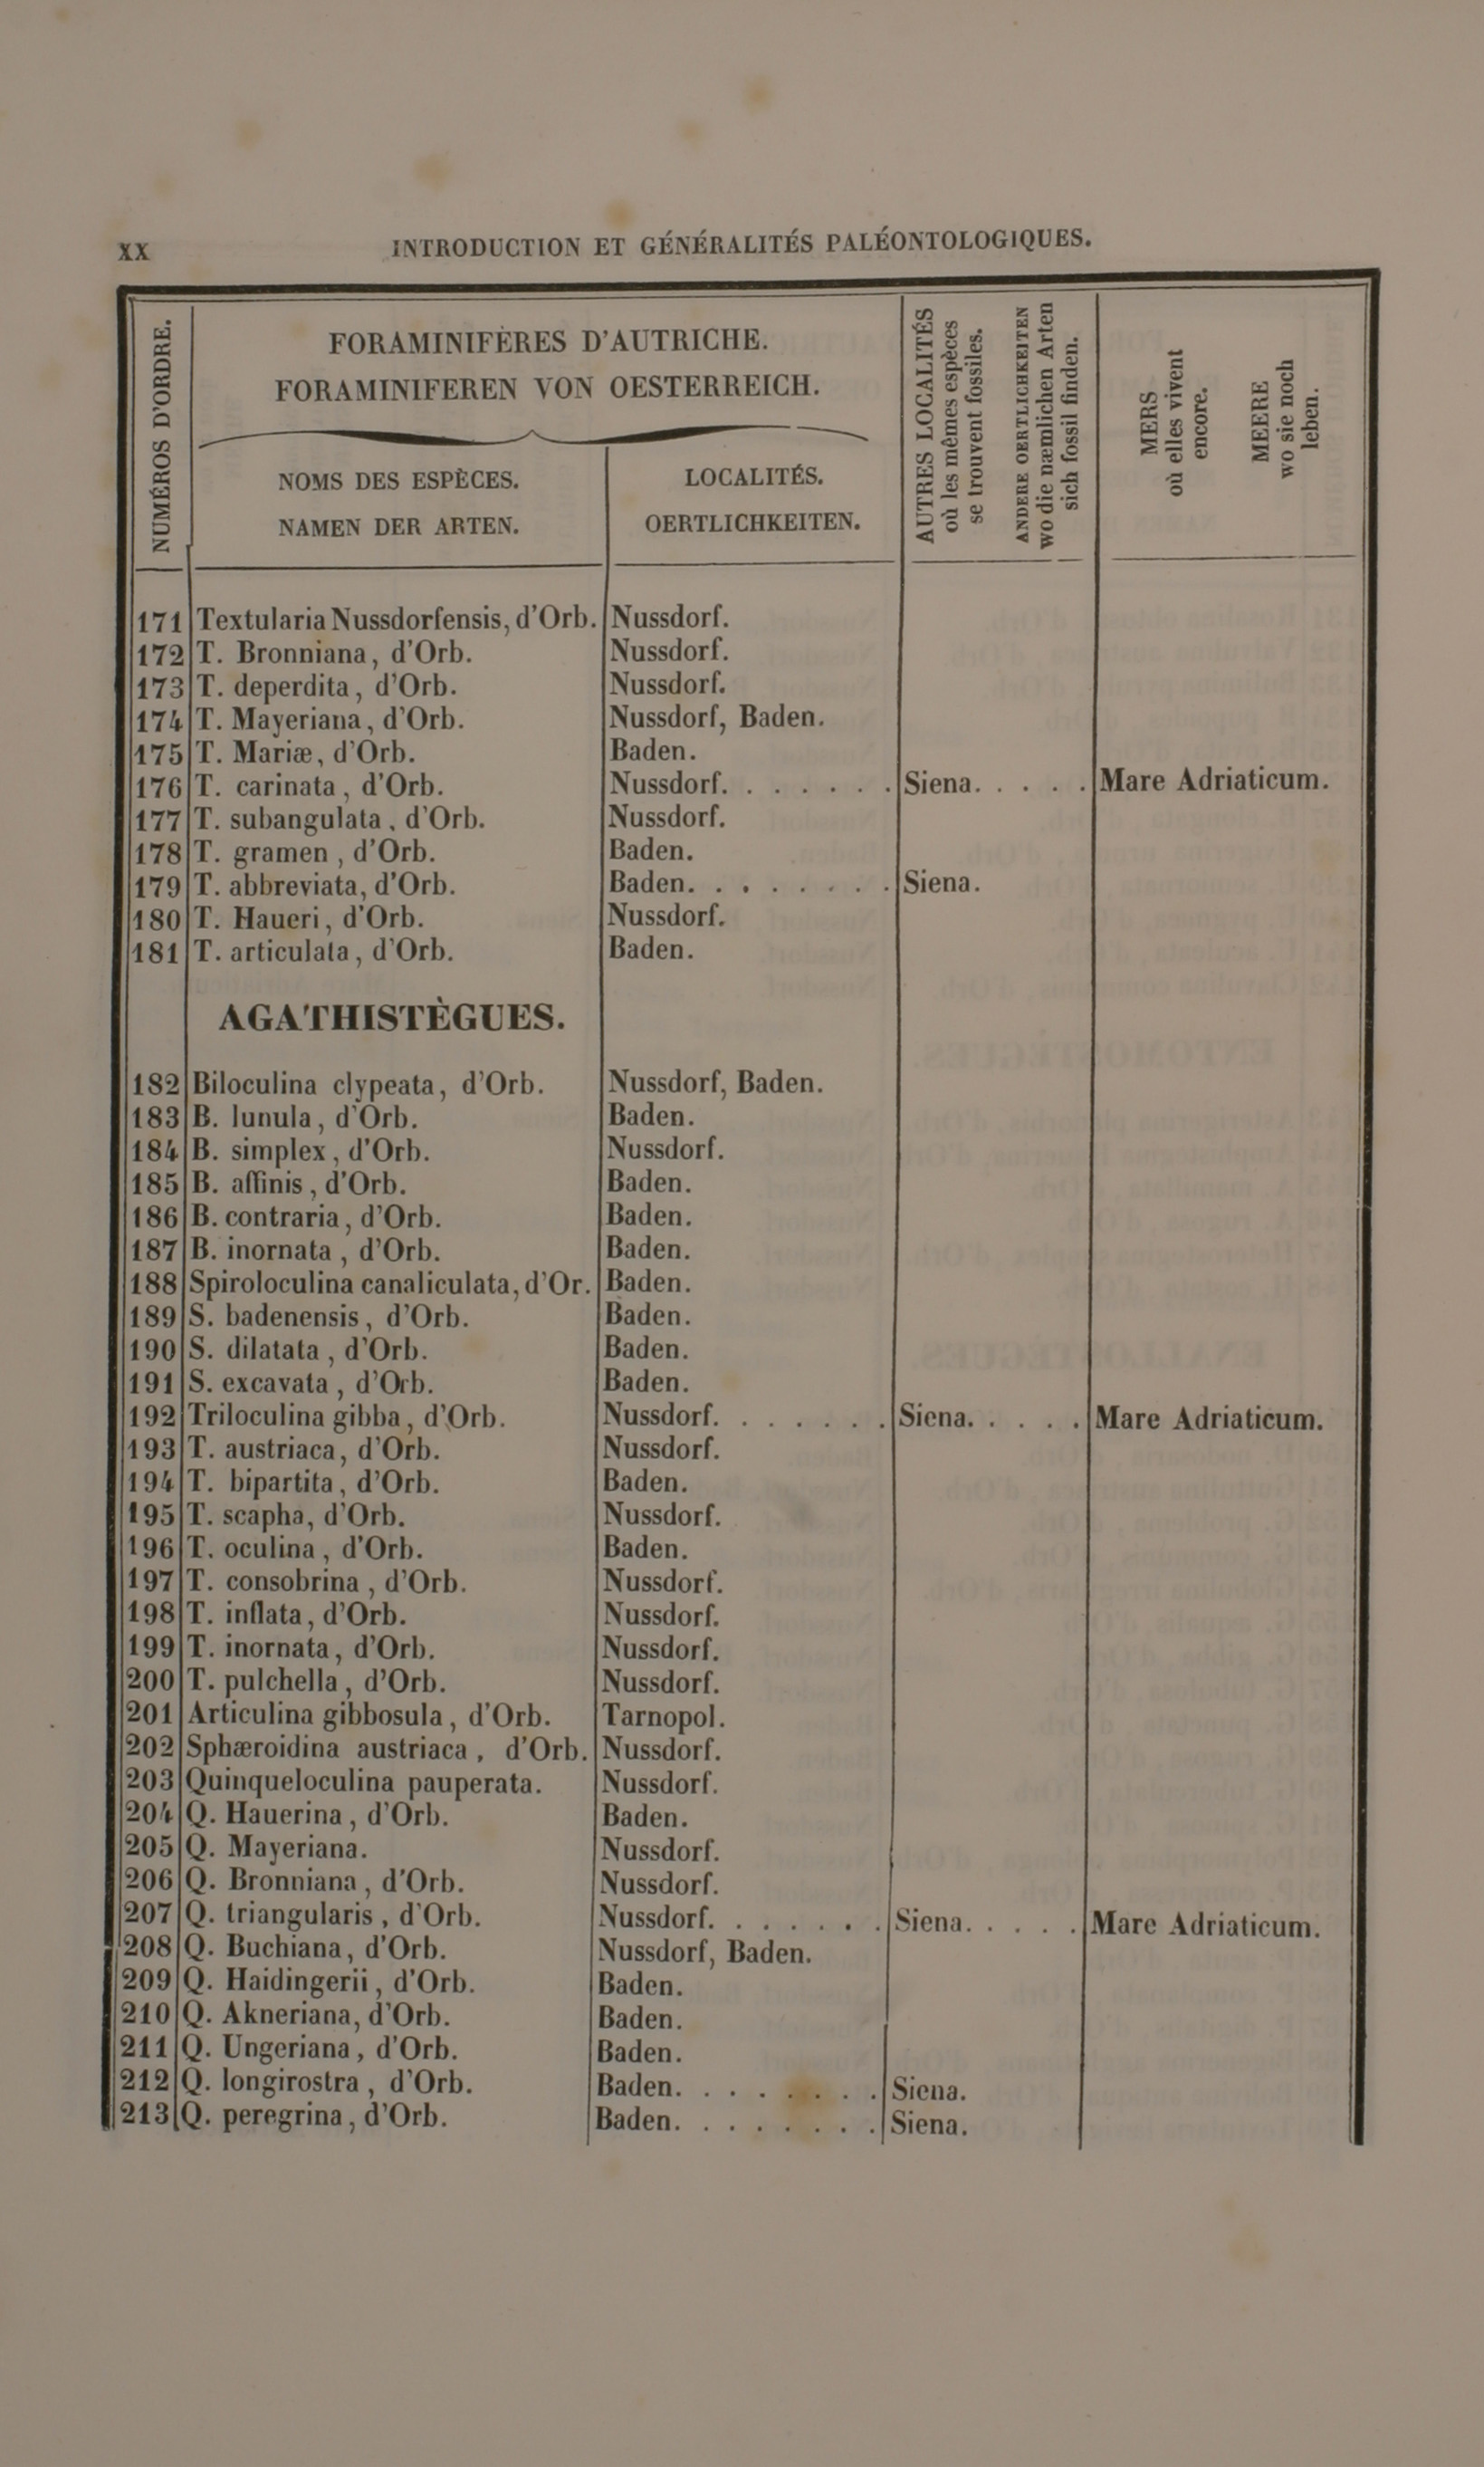 XX INTRODUCTION ET GÉNÉRALITÉS PALÉONTOLOGIQUES.
NUMÉROS D'ORDRE.
FORAMINIFÈRES D'AUTRICHE.
FORAMINIFEREN VON OESTERREICH.
NOMS DES ESPÈCES.
NAMEN DER ARTEN.
LOCALITÉS.
OERTLICHKEITEN.
AUTRES LOCALITÉS
où les mêmes espèces
se trouvent fossiles.
ANDERE OERTLICHKEITEN
wo die næmlichen Arten
sich fossil finden.
MERS
où elles vivent
encore.
MEERE
wo sie noch
leben.
171 Textularia Nussdorfensis, d'Orb. Nussdorf.
172 T. Bronniana, d'Orb. Nussdorf.
173 T. deperdita, d'Orb. Nussdorf.
174 T. Mayeriana, d'Orb. Nussdorf, Baden.
175 T. Mariæ, d'Orb. Baden.
176 T. carinata, d'Orb. Nussdorf. . . . . . . Siena. . . . . Mare Adriaticum.
177 T. subangulata, d'Orb. Nussdorf.
178 T. gramen, d'Orb. Baden.
179 T. abbreviata, d'Orb. Baden. . . . . . . . Siena.
180 T. Haueri, d'Orb. Nussdorf.
181 T. articulata, d'Orb. Baden.
AGATHISTÈGUES.
182 Biloculina clypeata, d'Orb. Nussdorf, Baden.
183 B. lunula, d'Orb. Baden.
184 B. simplex, d'Orb. Nussdorf.
185 B. affinis, d'Orb. Baden.
186 B. contraria, d'Orb. Baden.
187 B. inornata, d'Orb. Baden.
188 Spiroloculina canaliculata, d'Or. Baden.
189 S. badenensis, d'Orb. Baden.
190 S. dilatata, d'Orb. Baden.
191 S. excavata, d'Orb. Baden.
192 Triloculina gibba, d'Orb. Nussdorf. . . . . . . Siena. . . . . Mare Adriaticum.
193 T. austriaca, d'Orb. Nussdorf.
194 T. bipartita, d'Orb. Baden.
195 T. scapha, d'Orb. Nussdorf.
196 T. oculina, d'Orb. Baden.
197 T. consobrina, d'Orb. Nussdorf.
198 T. inflata, d'Orb. Nussdorf.
199 T. inornata, d'Orb. Nussdorf.
200 T. pulchella, d'Orb. Nussdorf.
201 Articulina gibbosula, d'Orb. Tarnopol.
202 Sphæroidina austriaca, d'Orb. Nussdorf.
203 Quinqueloculina pauperata. Nussdorf.
204 Q. Hauerina, d'Orb. Baden.
205 Q. Mayeriana. Nussdorf.
206 Q. Bronniana, d'Orb. Nussdorf.
207 Q. triangularis, d'Orb. Nussdorf. . . . . . . Siena. . . . . Mare Adriaticum.
208 Q. Buchiana, d'Orb. Nussdorf, Baden.
209 Q. Haidingerii, d'Orb. Baden.
210 Q. Akneriana, d'Orb. Baden.
211 Q. Ungeriana, d'Orb. Baden.
212 Q. longirostra, d'Orb. Baden. . . . . . . . Siena.
213 Q. peregrina, d'Orb. Baden. . . . . . . . Siena.